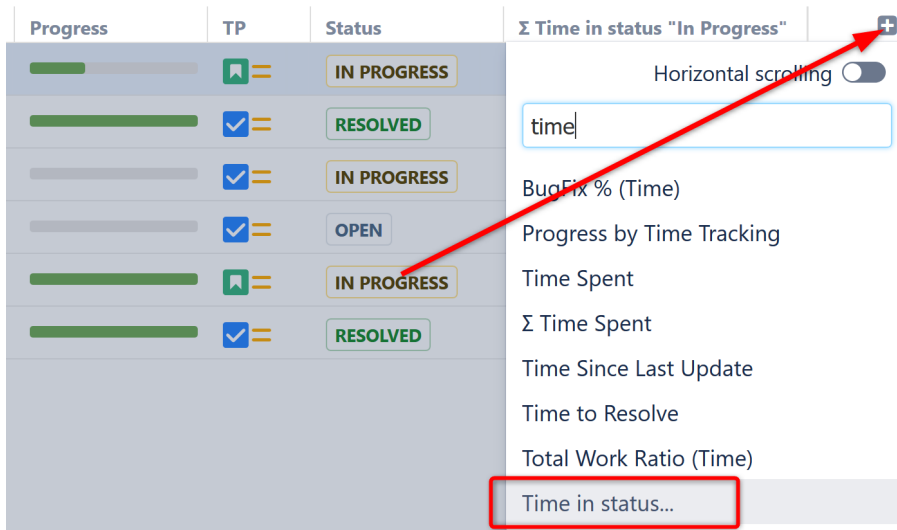 Progress TP Status Σ Time in status "In Progress"
IN PROGRESS
Horizontal scrolling
RESOLVED
time
IN PROGRESS
BugFix % (Time)
OPEN
Progress by Time Tracking
IN PROGRESS
Time Spent
RESOLVED
Σ Time Spent
Time Since Last Update
Time to Resolve
Total Work Ratio (Time)
Time in status...